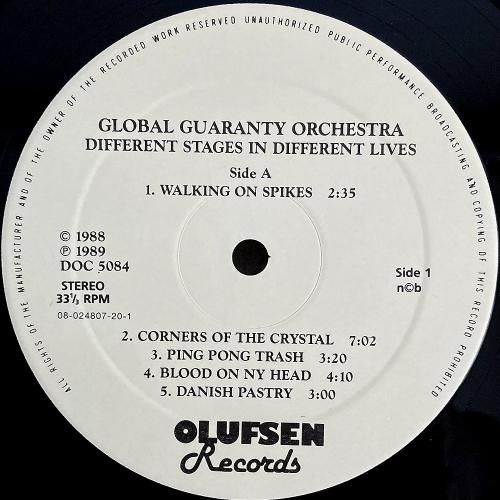 ALL RIGHTS OF THE MANUFACTURER AND OF THE OWNER OF THE RECORDED WORK RESERVED UNAUTHORIZED PUBLIC PERFORMANCE BROADCASTING AND COPYING OF THIS RECORD PROHIBITED
GLOBAL GUARANTY ORCHESTRA
DIFFERENT STAGES IN DIFFERENT LIVES
Side A
1. WALKING ON SPIKES 2:35
© 1988
℗ 1989
DOC 5084
STEREO
33⅓ RPM
08-024807-20-1
Side 1
n©b
2. CORNERS OF THE CRYSTAL 7:02
3. PING PONG TRASH 3:20
4. BLOOD ON NY HEAD 4:10
5. DANISH PASTRY 3:00
OLUFSEN
Records